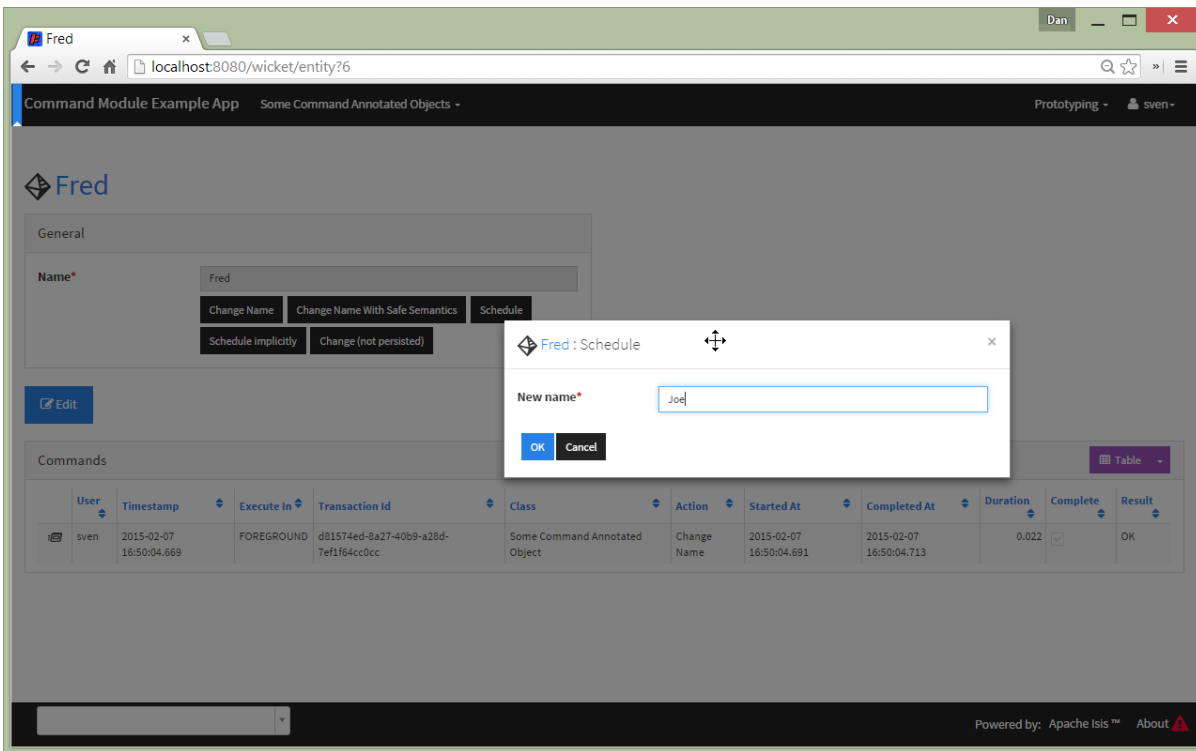 Dan
Fred
localhost:8080/wicket/entity?6
Command Module Example App Some Command Annotated Objects Prototyping sven
Fred
General
Name* Fred
Change Name Change Name With Safe Semantics Schedule
Schedule implicitly Change (not persisted)
Fred : Schedule
New name* Joe
OK Cancel
Edit
Commands Table
User Timestamp Execute In Transaction Id Class Action Started At Completed At Duration Complete Result
sven 2015-02-07 FOREGROUND d81574ed-8a27-40b9-a28d- Some Command Annotated Change 2015-02-07 2015-02-07 0.022 OK
16:50:04.669 7ef1f64cc0cc Object Name 16:50:04.691 16:50:04.713
Powered by: Apache Isis™ About